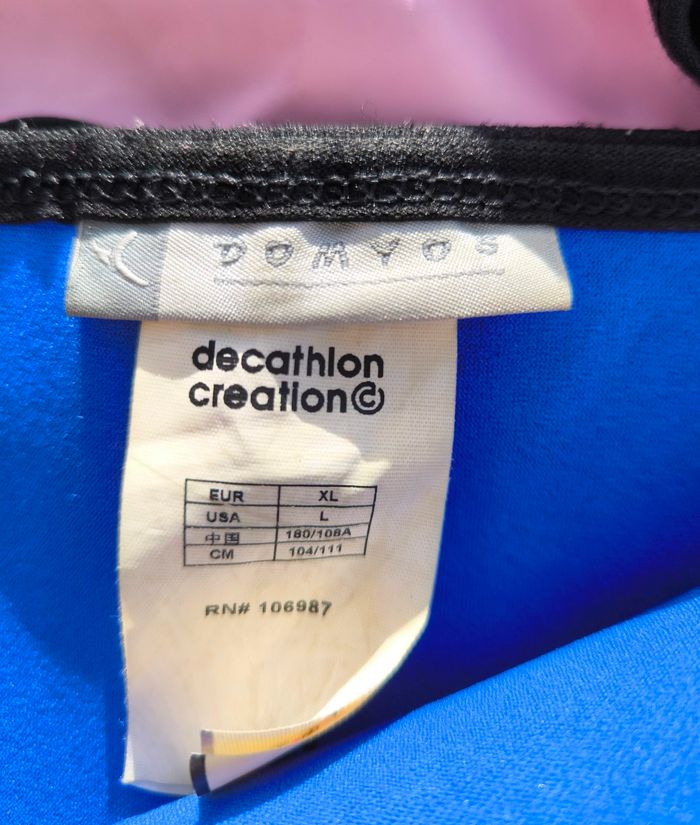 DOMYOS
decathlon
creation©
EUR XL
USA L
中国 180/108A
CM 104/111
RN# 106987